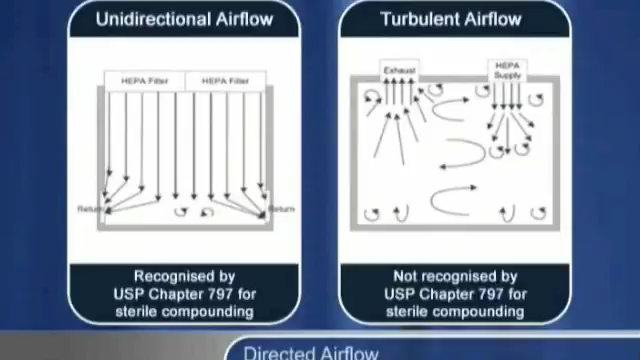 Unidirectional Airflow
Turbulent Airflow
HEPA Filter
HEPA Filter
Exhaust
HEPA
Supply
Return
Return
Recognised by
USP Chapter 797 for
sterile compounding
Not recognised by
USP Chapter 797 for
sterile compounding
Directed Airflow